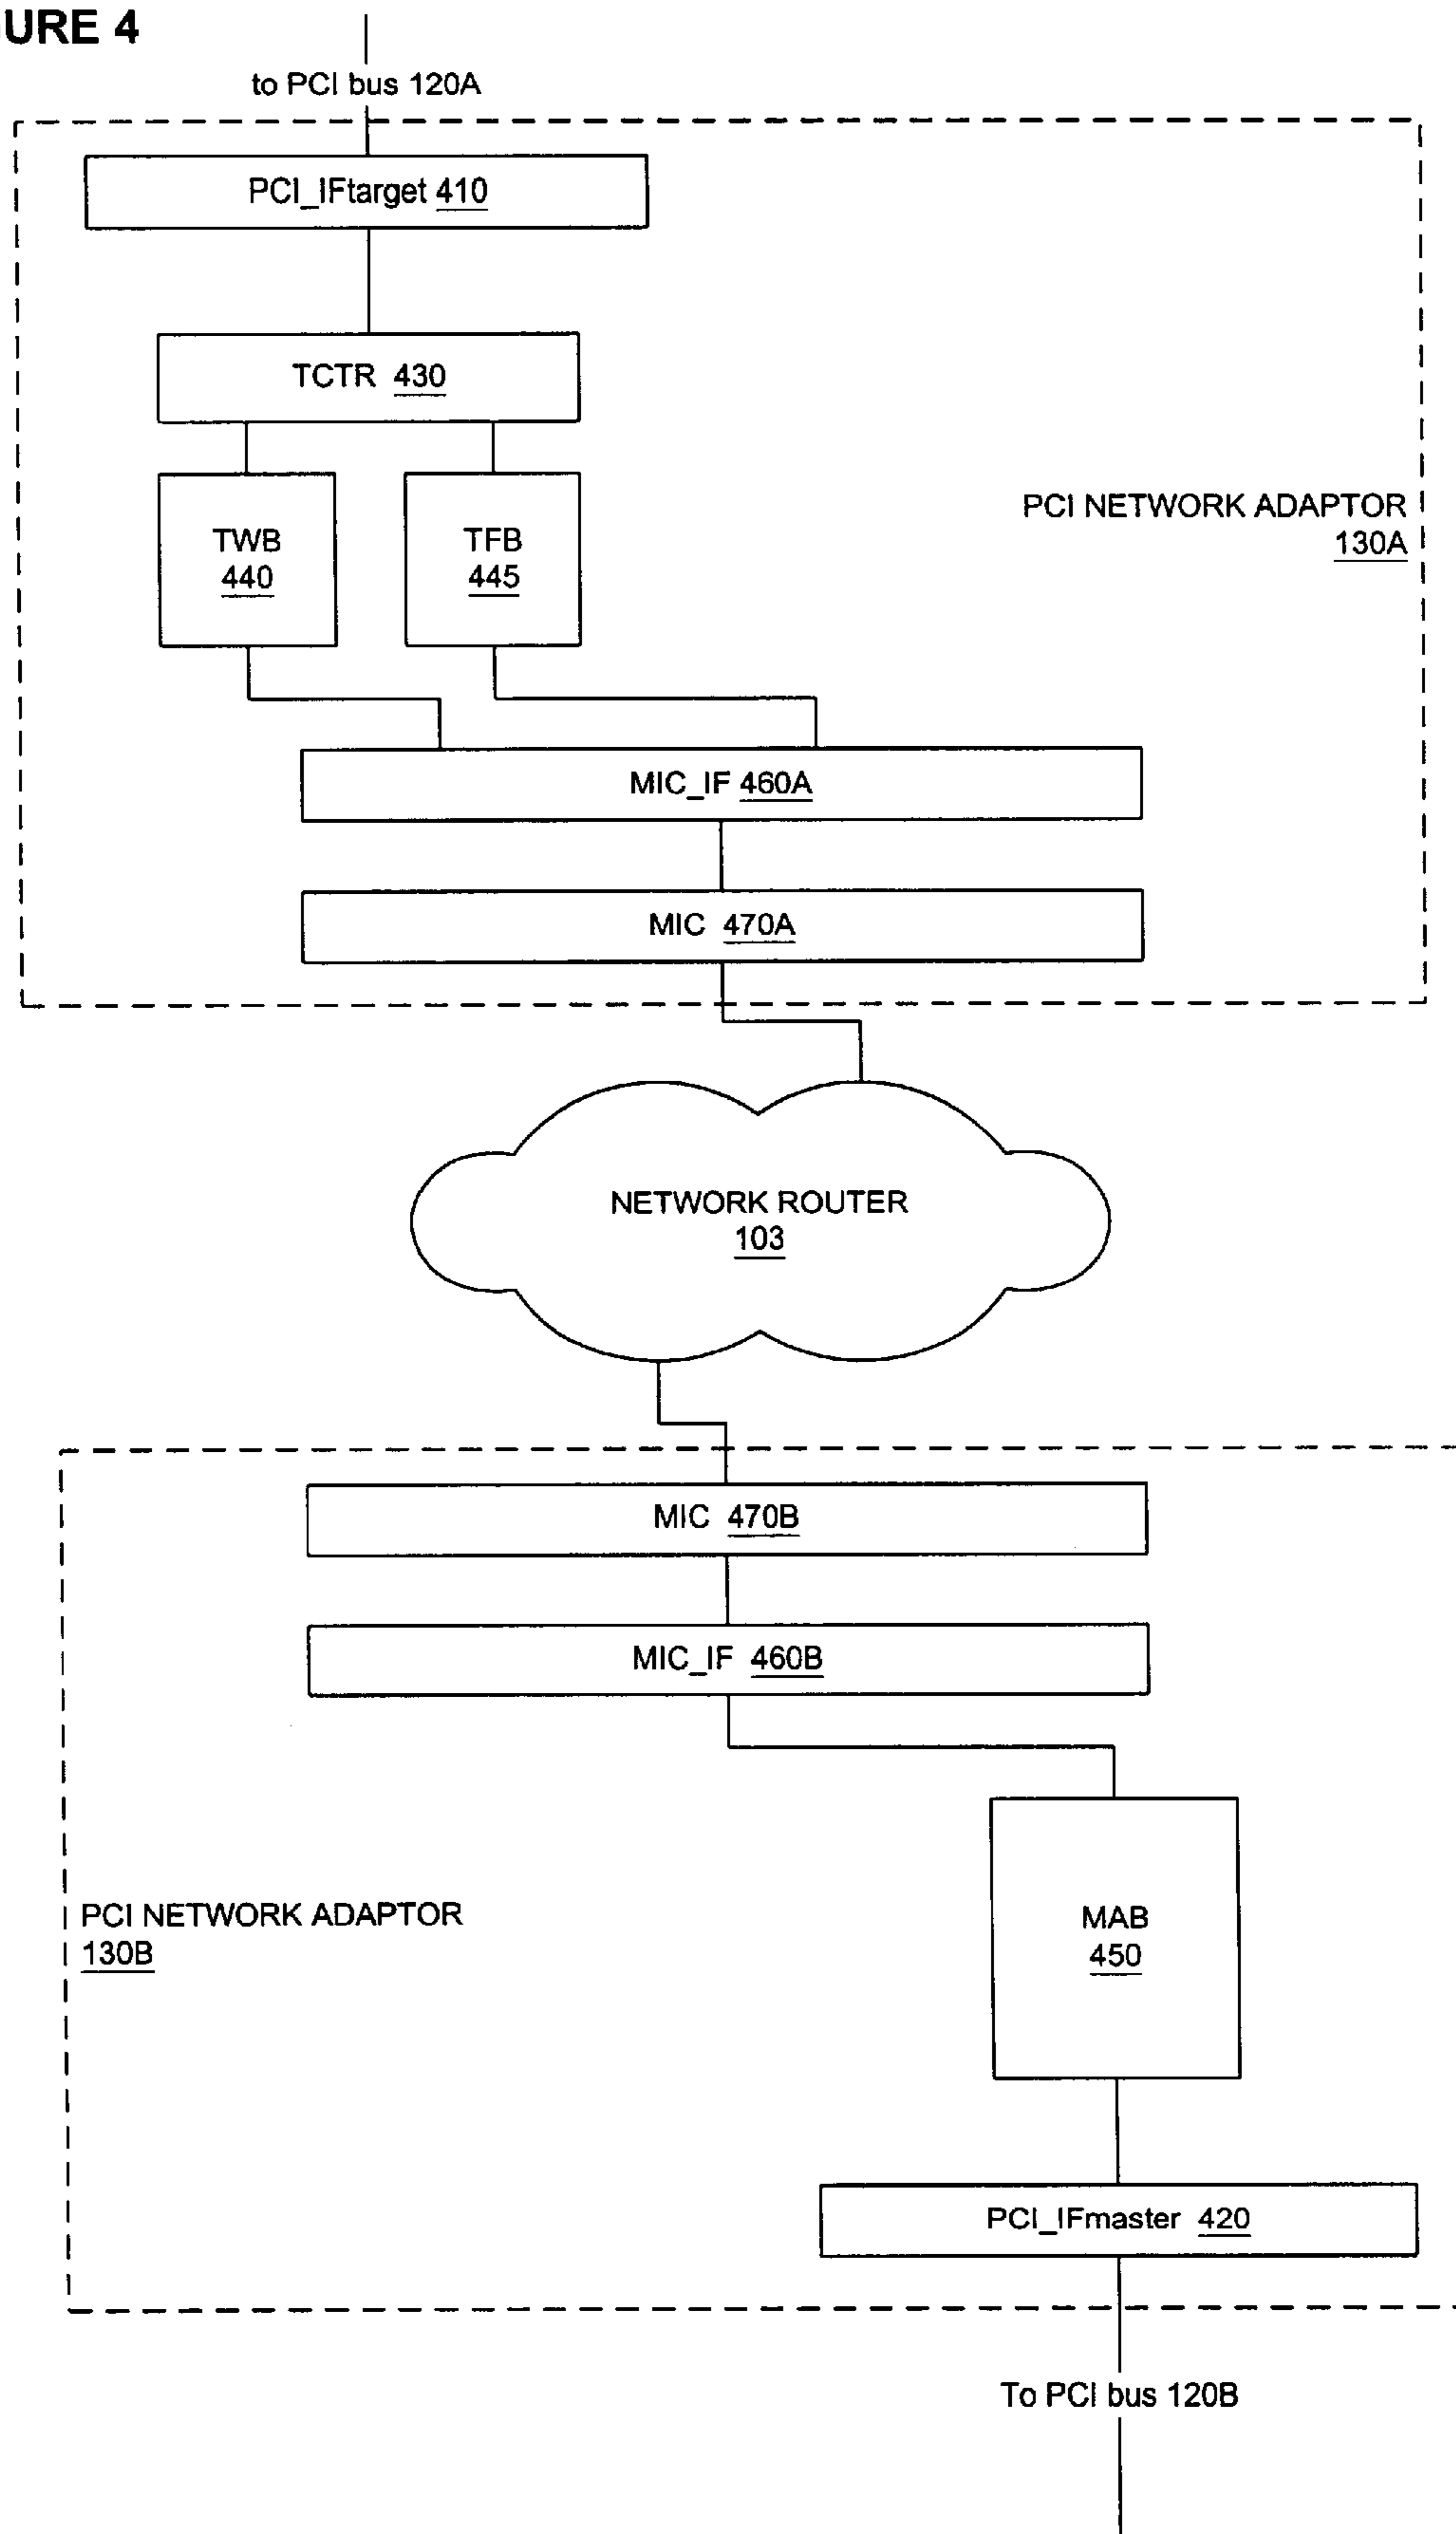 URE 4
to PCI bus 120A
PCI_IFtarget 410
TCTR 430
TWB
440
TFB
445
PCI NETWORK ADAPTOR
130A
MIC_IF 460A
MIC 470A
NETWORK ROUTER
103
MIC 470B
MIC_IF 460B
PCI NETWORK ADAPTOR
130B
MAB
450
PCI_IFmaster 420
To PCI bus 120B